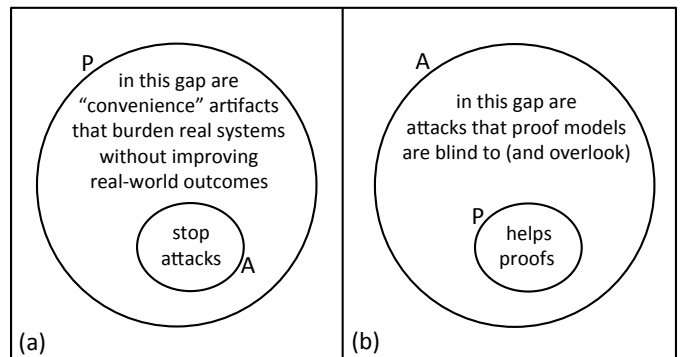 P
in this gap are
“convenience” artifacts
that burden real systems
without improving
real-world outcomes
stop
attacks
A
(a)
A
in this gap are
attacks that proof models
are blind to (and overlook)
P
helps
proofs
(b)